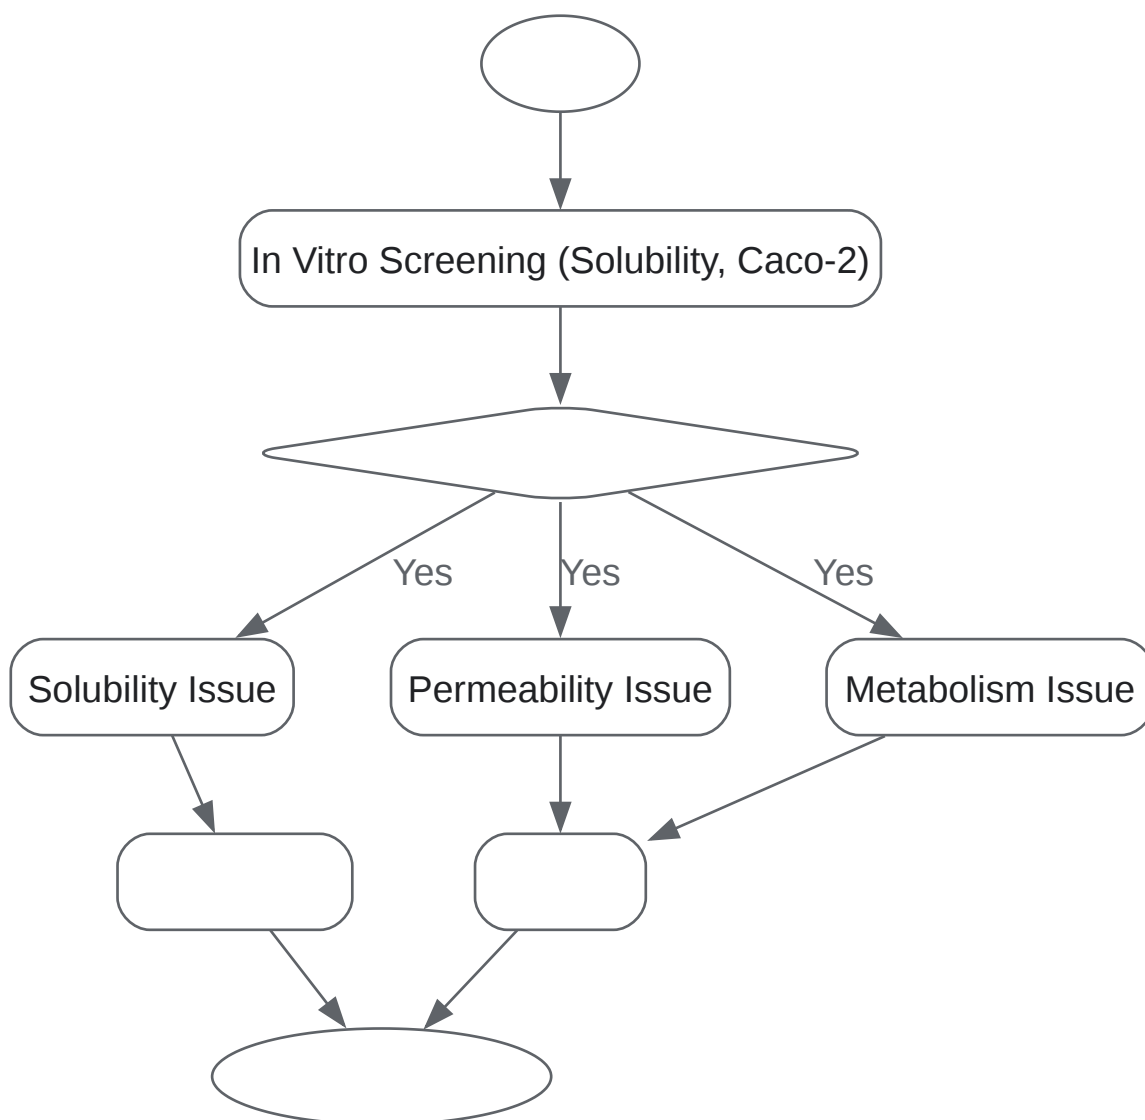 In Vitro Screening (Solubility, Caco-2)
Yes
Yes
Yes
Solubility Issue
Permeability Issue
Metabolism Issue